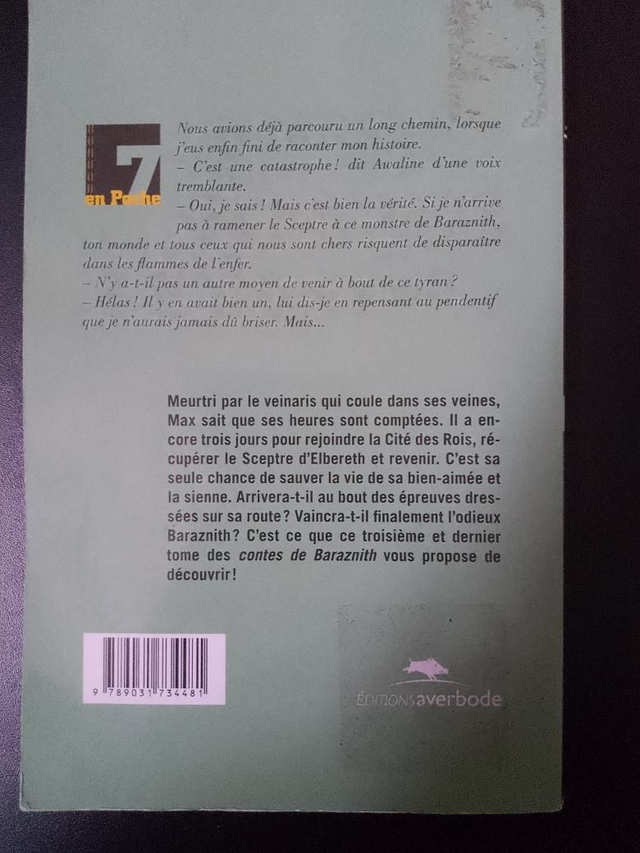 7
en Poche
Nous avions déjà parcouru un long chemin, lorsque
j'eus enfin fini de raconter mon histoire.
– C'est une catastrophe ! dit Awaline d'une voix
tremblante.
– Oui, je sais ! Mais c'est bien la vérité. Si je n'arrive
pas à ramener le Sceptre à ce monstre de Baraznith,
ton monde et tous ceux qui nous sont chers risquent de disparaître
dans les flammes de l'enfer.
– N'y a-t-il pas un autre moyen de venir à bout de ce tyran ?
– Hélas ! Il y en avait bien un, lui dis-je en repensant au pendentif
que je n'aurais jamais dû briser. Mais...
Meurtri par le veinaris qui coule dans ses veines,
Max sait que ses heures sont comptées. Il a en-
core trois jours pour rejoindre la Cité des Rois, ré-
cupérer le Sceptre d'Elbereth et revenir. C'est sa
seule chance de sauver la vie de sa bien-aimée et
la sienne. Arrivera-t-il au bout des épreuves dres-
sées sur sa route ? Vaincra-t-il finalement l'odieux
Baraznith ? C'est ce que ce troisième et dernier
tome des contes de Baraznith vous propose de
découvrir !
9 789031 734481
ÉDITIONS averbode